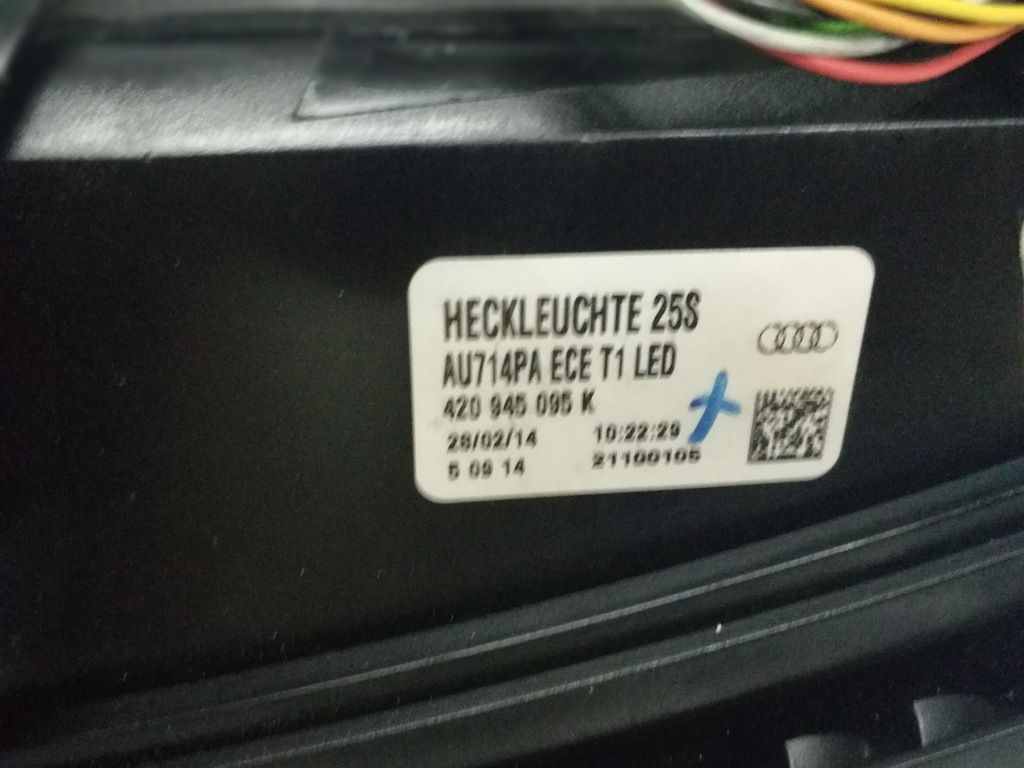 HECKLEUCHTE 25S
AU714PA ECE T1 LED
420 945 095 K
28/02/14 10:22:29
5 09 14 21100105